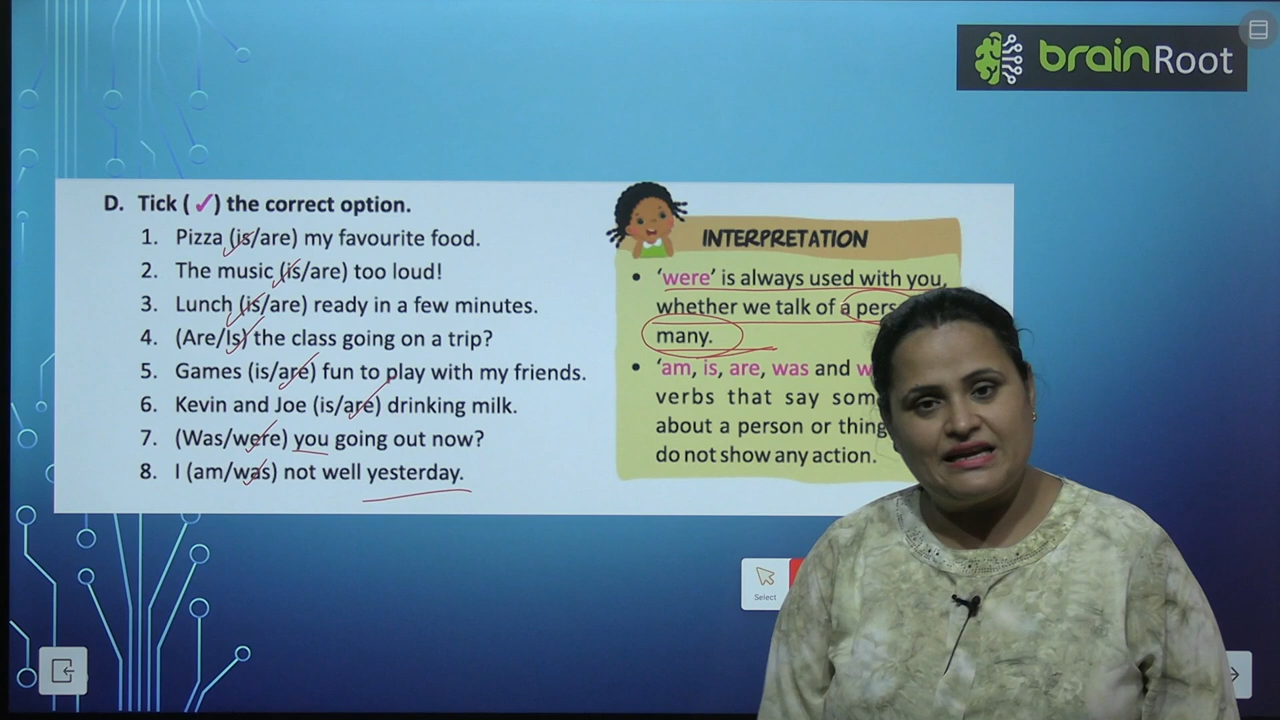 brainRoot
D. Tick ( ✓ ) the correct option.
1. Pizza (is/are) my favourite food.
2. The music (is/are) too loud!
3. Lunch (is/are) ready in a few minutes.
4. (Are/Is) the class going on a trip?
5. Games (is/are) fun to play with my friends.
6. Kevin and Joe (is/are) drinking milk.
7. (Was/were) you going out now?
8. I (am/was) not well yesterday.
INTERPRETATION
• ‘were’ is always used with you,
whether we talk of a
many.
• ‘am, is, are, was and
verbs that say
about a person or thing
do not show any action.
Select